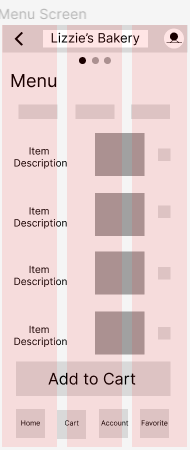 Menu Screen
Lizzie's Bakery
Menu
Item
Description
Item
Description
Item
Description
Item
Description
Add to Cart
Home Cart Account Favorite